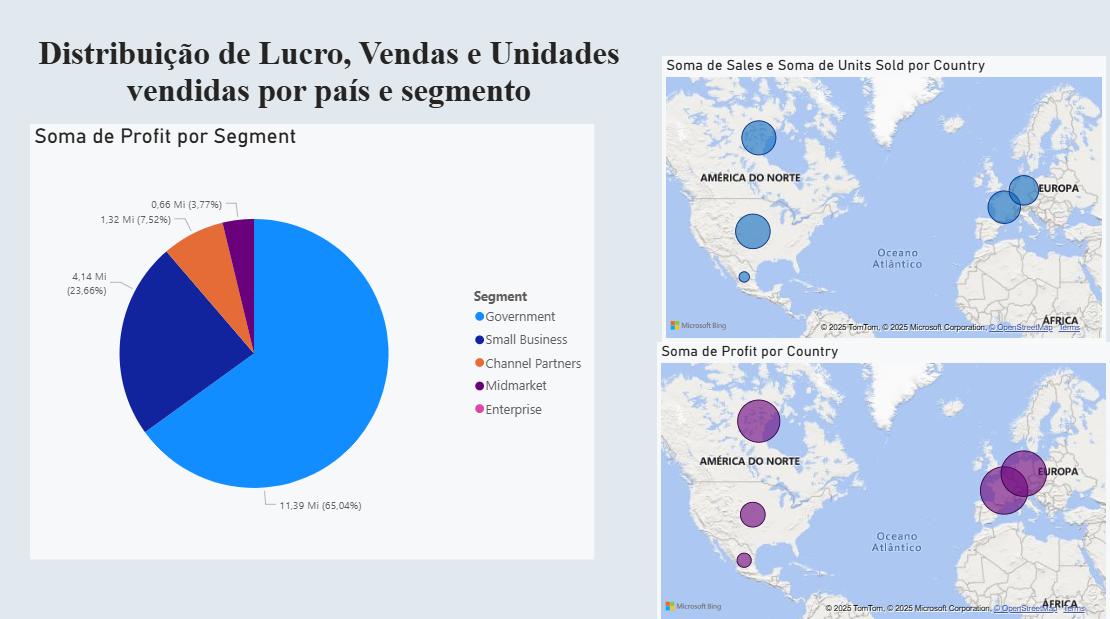 Distribuição de Lucro, Vendas e Unidades
vendidas por país e segmento
Soma de Profit por Segment
0,66 Mi (3,77%)
1,32 Mi (7,52%)
4,14 Mi
(23,66%)
11,39 Mi (65,04%)
Segment
Government
Small Business
Channel Partners
Midmarket
Enterprise
Soma de Sales e Soma de Units Sold por Country
AMÉRICA DO NORTE
EUROPA
Oceano
Atlântico
ÁFRICA
Microsoft Bing
© 2025 TomTom, © 2025 Microsoft Corporation, © OpenStreetMap Terms
Soma de Profit por Country
AMÉRICA DO NORTE
EUROPA
Oceano
Atlântico
ÁFRICA
Microsoft Bing
© 2025 TomTom, © 2025 Microsoft Corporation, © OpenStreetMap Terms